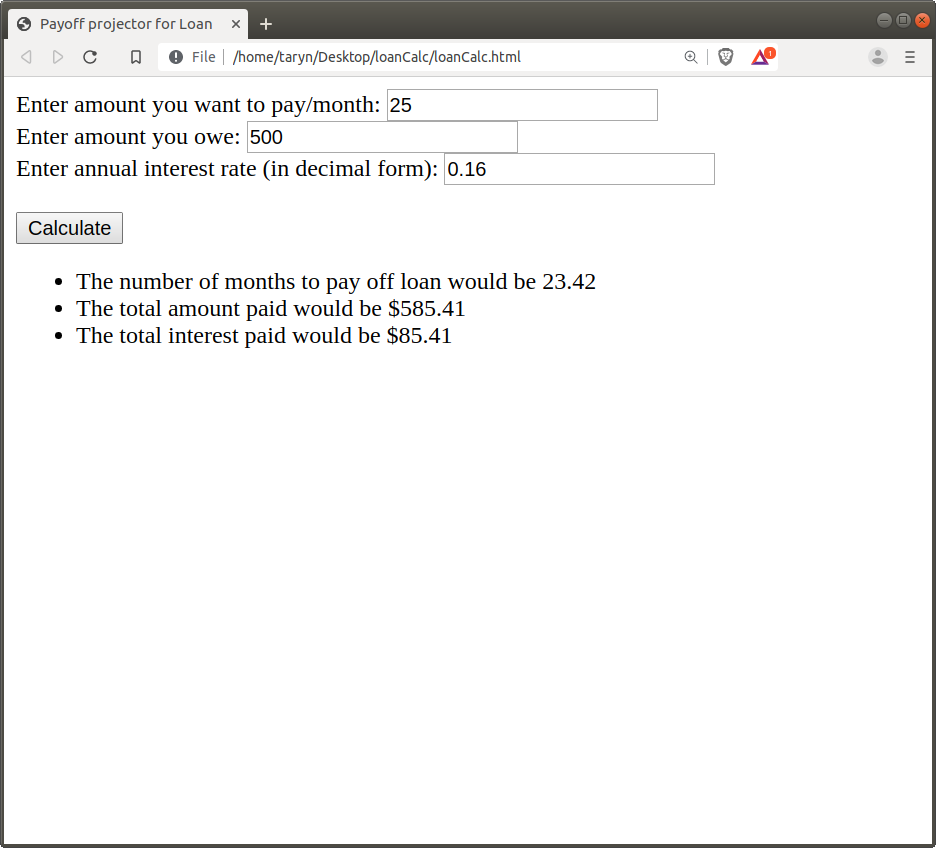 Payoff projector for Loan
File /home/taryn/Desktop/loanCalc/loanCalc.html 1
Enter amount you want to pay/month: 25
Enter amount you owe: 500
Enter annual interest rate (in decimal form): 0.16
Calculate
• The number of months to pay off loan would be 23.42
• The total amount paid would be $585.41
• The total interest paid would be $85.41